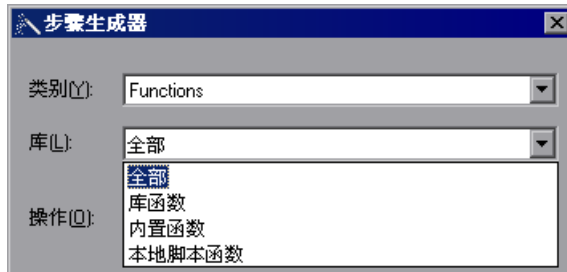 步骤生成器
类别(Y): Functions
库(L): 全部
全部
库函数
操作(O): 内置函数
本地脚本函数